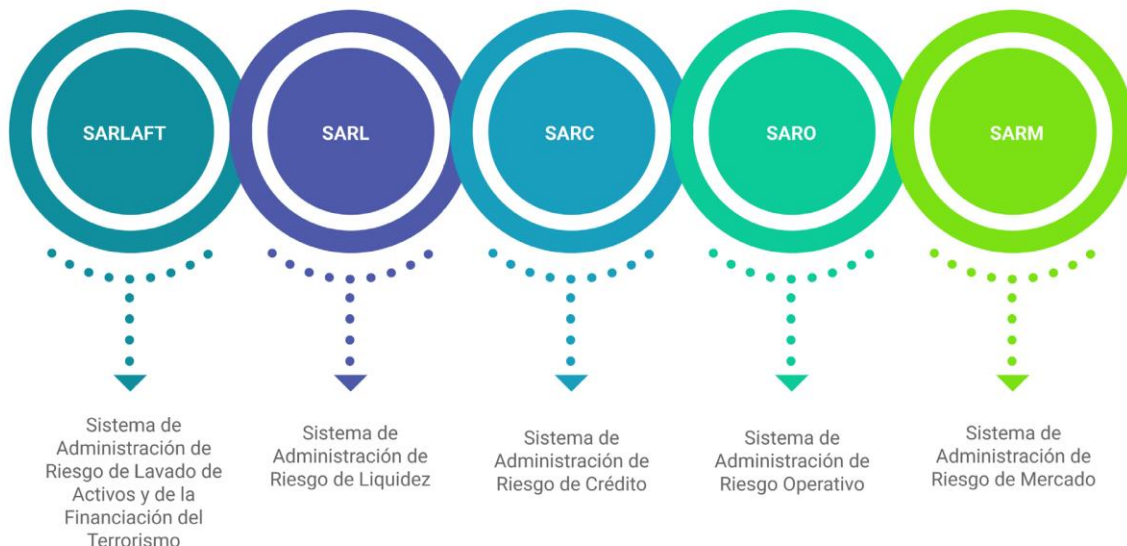 SARLAFT
SARL
SARC
SARO
SARM
Sistema de
Administración de
Riesgo de Lavado de
Activos y de la
Financiación del
Terrorismo
Sistema de
Administración de
Riesgo de Liquidez
Sistema de
Administración de
Riesgo de Crédito
Sistema de
Administración de
Riesgo Operativo
Sistema de
Administración de
Riesgo de Mercado